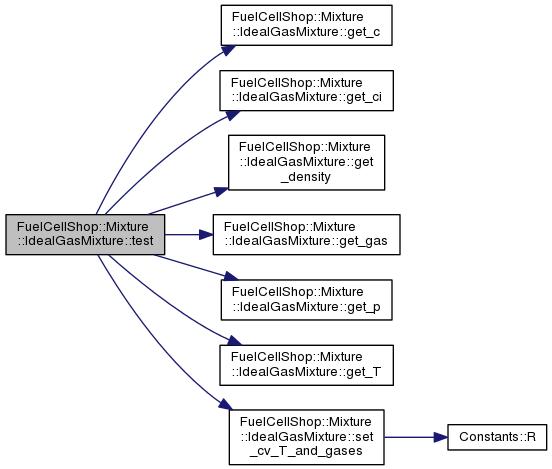 FuelCellShop::Mixture
::IdealGasMixture::get_c
FuelCellShop::Mixture
::IdealGasMixture::get_ci
FuelCellShop::Mixture
::IdealGasMixture::get
_density
FuelCellShop::Mixture
::IdealGasMixture::test
FuelCellShop::Mixture
::IdealGasMixture::get_gas
FuelCellShop::Mixture
::IdealGasMixture::get_p
FuelCellShop::Mixture
::IdealGasMixture::get_T
FuelCellShop::Mixture
::IdealGasMixture::set
_cv_T_and_gases
Constants::R